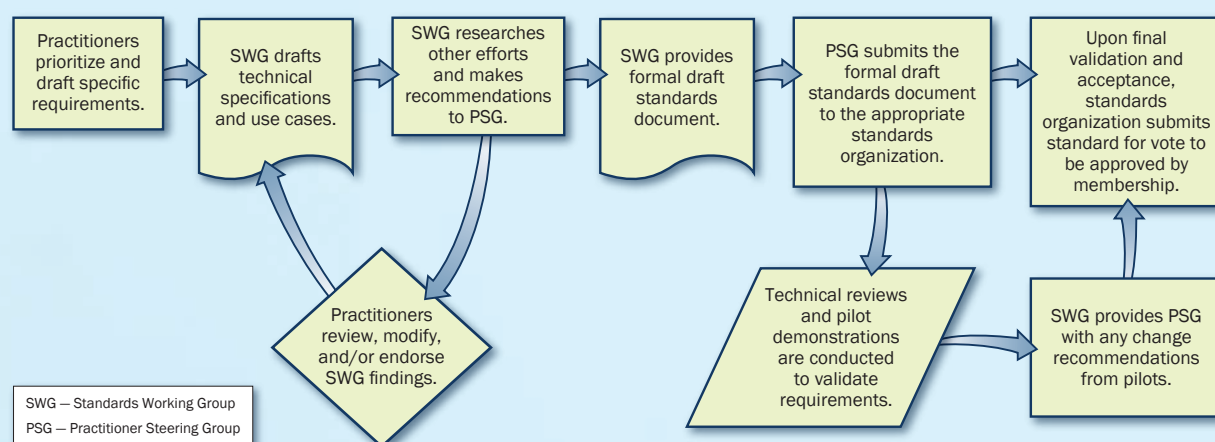 Practitioners
prioritize and
draft specific
requirements.
SWG drafts
technical
specifications
and use cases.
SWG researches
other efforts
and makes
recommendations
to PSG.
SWG provides
formal draft
standards
document.
PSG submits the
formal draft
standards document
to the appropriate
standards
organization.
Upon final
validation and
acceptance,
standards
organization submits
standard for vote to
be approved by
membership.
Practitioners
review, modify,
and/or endorse
SWG findings.
Technical reviews
and pilot
demonstrations
are conducted
to validate
requirements.
SWG provides PSG
with any change
recommendations
from pilots.
SWG — Standards Working Group
PSG — Practitioner Steering Group